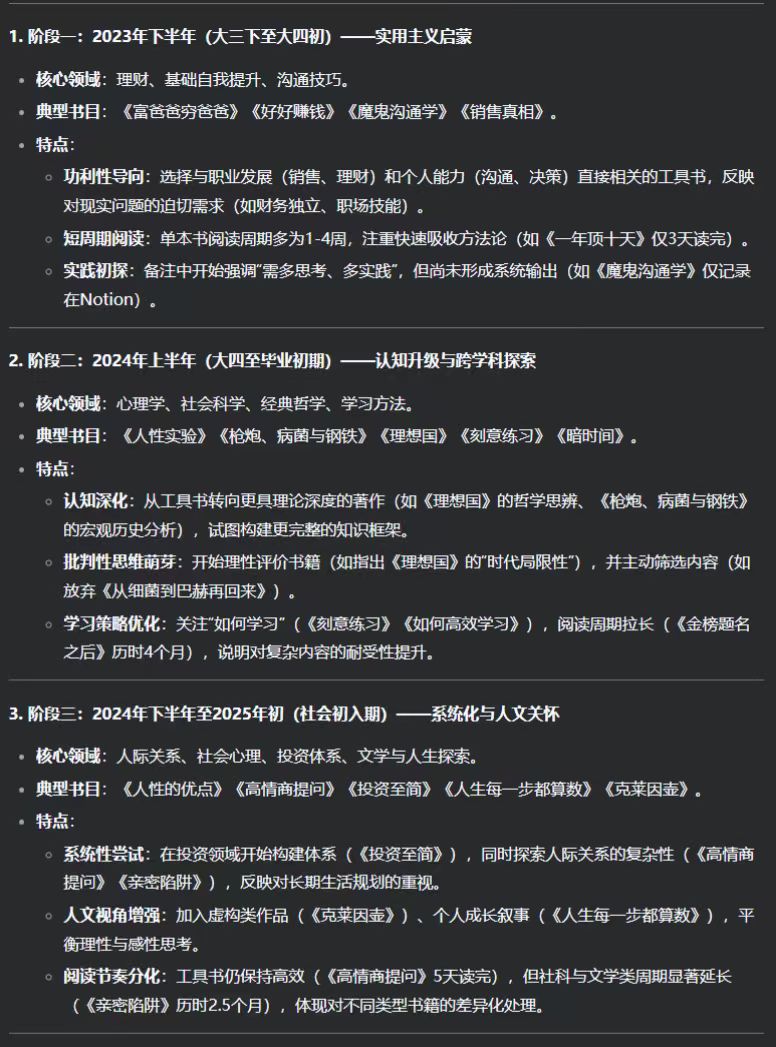 1. 阶段一：2023年下半年（大三下至大四初）——实用主义启蒙
核心领域：理财、基础自我提升、沟通技巧。
典型书目：《富爸爸穷爸爸》《好好赚钱》《魔鬼沟通学》《销售真相》。
特点：
功利性导向：选择与职业发展（销售、理财）和个人能力（沟通、决策）直接相关的工具书，反映
对现实问题的迫切需求（如财务独立、职场技能）。
短周期阅读：单本书阅读周期多为1-4周，注重快速吸收方法论（如《一年顶十天》仅3天读完）。
实践初探：备注中开始强调“需多思考、多实践”，但尚未形成系统输出（如《魔鬼沟通学》仅记录
在Notion）。
2. 阶段二：2024年上半年（大四至毕业初期）——认知升级与跨学科探索
核心领域：心理学、社会科学、经典哲学、学习方法。
典型书目：《人性实验》《枪炮、病菌与钢铁》《理想国》《刻意练习》《暗时间》。
特点：
认知深化：从工具书转向更具理论深度的著作（如《理想国》的哲学思辨、《枪炮、病菌与钢铁》
的宏观历史分析），试图构建更完整的知识框架。
批判性思维萌芽：开始理性评价书籍（如指出《理想国》的“时代局限性”），并主动筛选内容（如
放弃《从细菌到巴赫再回来》）。
学习策略优化：关注“如何学习”（《刻意练习》《如何高效学习》），阅读周期拉长（《金榜题名
之后》历时4个月），说明对复杂内容的耐受性提升。
3. 阶段三：2024年下半年至2025年初（社会初入期）——系统化与人文关怀
核心领域：人际关系、社会心理、投资体系、文学与人生探索。
典型书目：《人性的优点》《高情商提问》《投资至简》《人生每一步都算数》《克莱因壶》。
特点：
系统性尝试：在投资领域开始构建体系（《投资至简》），同时探索人际关系的复杂性（《高情商
提问》《亲密陷阱》），反映对长期生活规划的重视。
人文视角增强：加入虚构类作品（《克莱因壶》）、个人成长叙事（《人生每一步都算数》），平
衡理性与感性思考。
阅读节奏分化：工具书仍保持高效（《高情商提问》5天读完），但社科与文学类周期显著延长
（《亲密陷阱》历时2.5个月），体现对不同类型书籍的差异化处理。